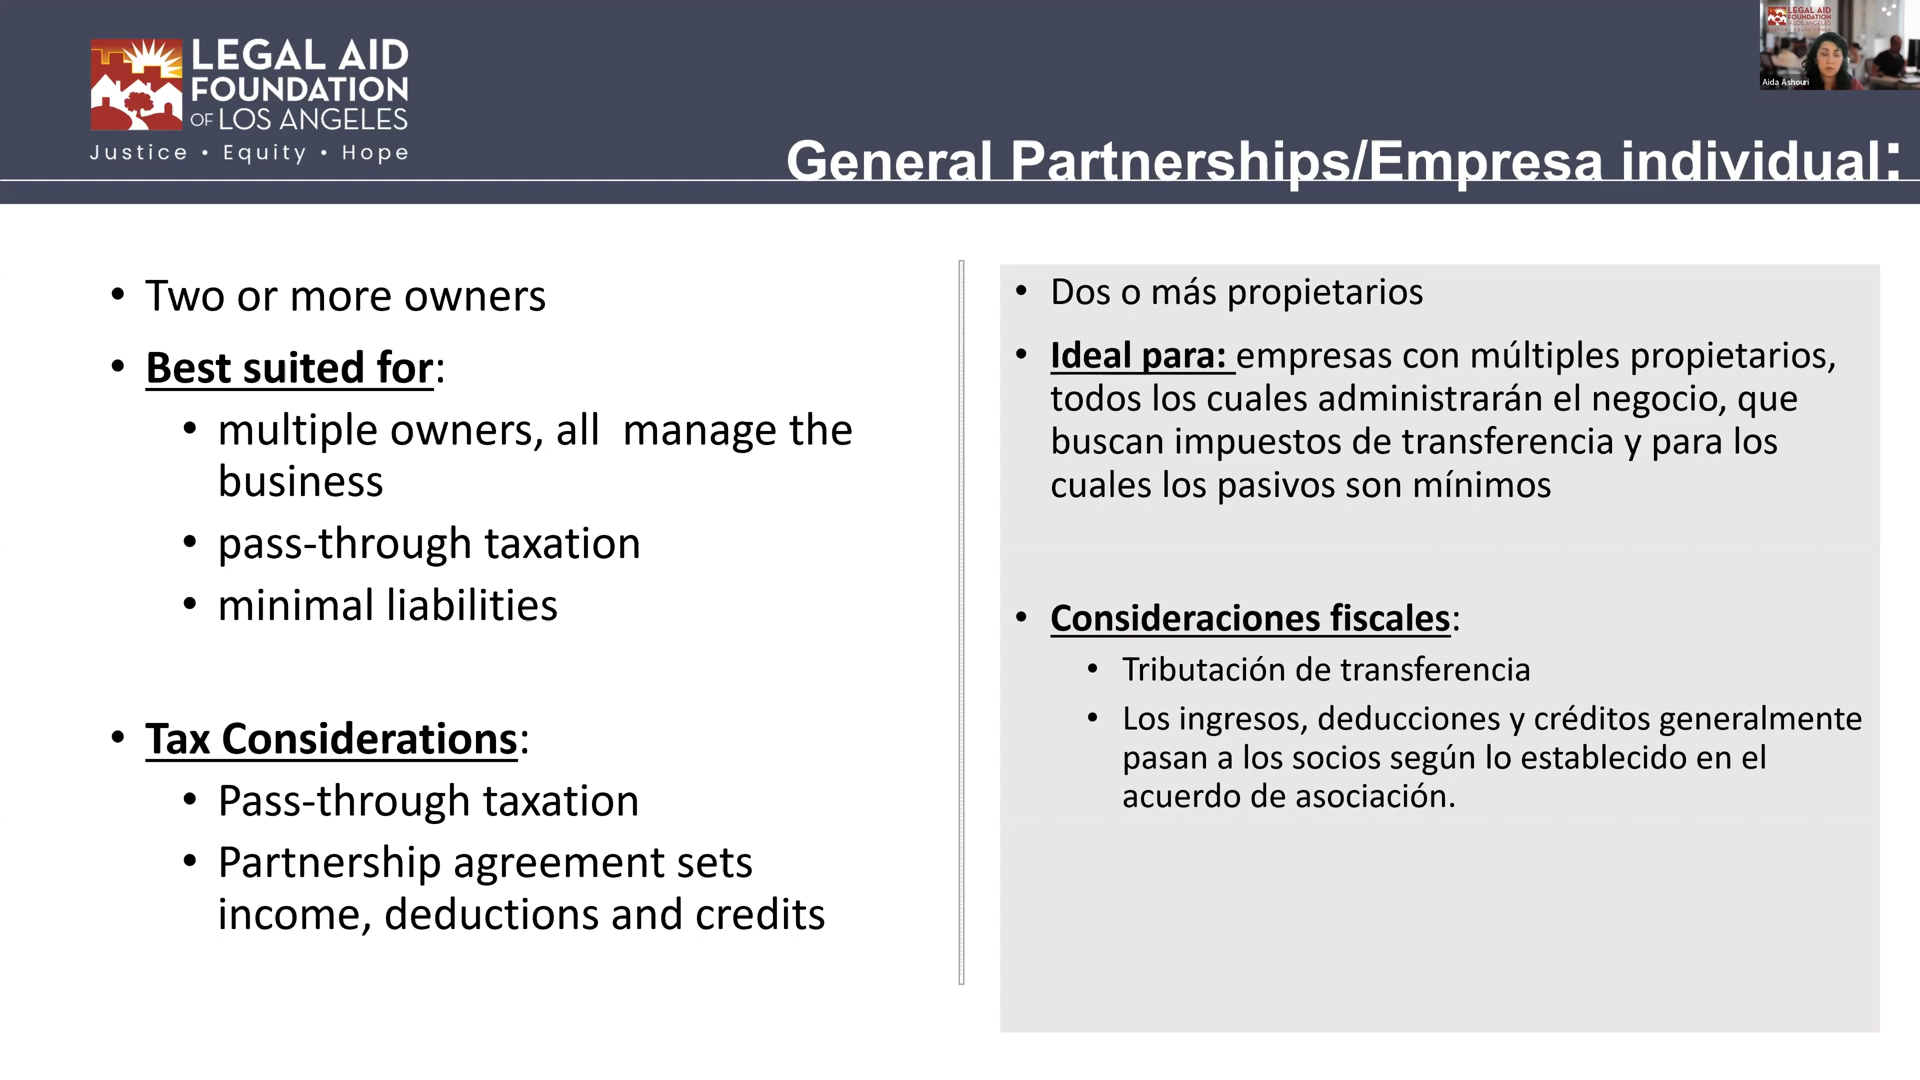 LEGAL AID
FOUNDATION
OF LOS ANGELES
Justice • Equity • Hope
LEGAL AID
FOUNDATION
Aida Ashouri
General Partnerships/Empresa individual:
• Two or more owners
• Best suited for:
• multiple owners, all  manage the
business
• pass-through taxation
• minimal liabilities
• Tax Considerations:
• Pass-through taxation
• Partnership agreement sets
income, deductions and credits
• Dos o más propietarios
• Ideal para: empresas con múltiples propietarios,
todos los cuales administrarán el negocio, que
buscan impuestos de transferencia y para los
cuales los pasivos son mínimos
• Consideraciones fiscales:
• Tributación de transferencia
• Los ingresos, deducciones y créditos generalmente
pasan a los socios según lo establecido en el
acuerdo de asociación.